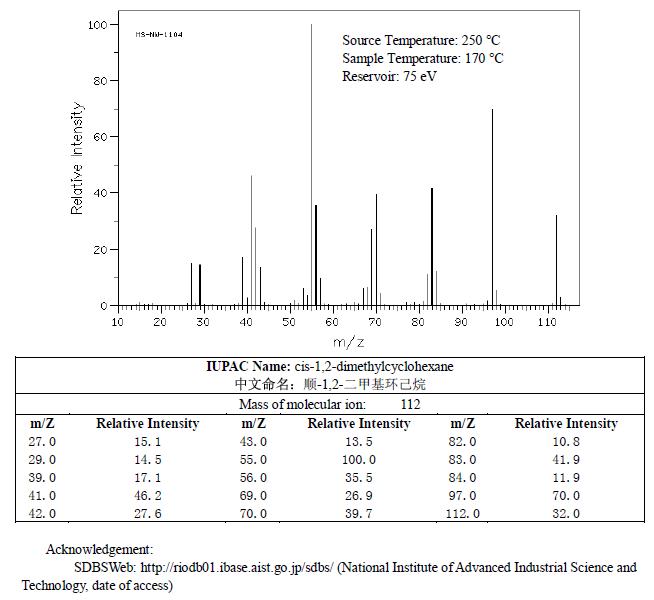 MS-NW-1104
Source Temperature: 250 °C
Sample Temperature: 170 °C
Reservoir: 75 eV
Relative Intensity
100
80
60
40
20
0
10 20 30 40 50 60 70 80 90 100 110
m/z
IUPAC Name: cis-1,2-dimethylcyclohexane
中文命名：顺-1,2-二甲基环己烷
Mass of molecular ion: 112
m/Z Relative Intensity m/Z Relative Intensity m/Z Relative Intensity
27.0 15.1 43.0 13.5 82.0 10.8
29.0 14.5 55.0 100.0 83.0 41.9
39.0 17.1 56.0 35.5 84.0 11.9
41.0 46.2 69.0 26.9 97.0 70.0
42.0 27.6 70.0 39.7 112.0 32.0
Acknowledgement:
SDBSWeb: http://riodb01.ibase.aist.go.jp/sdbs/ (National Institute of Advanced Industrial Science and
Technology, date of access)